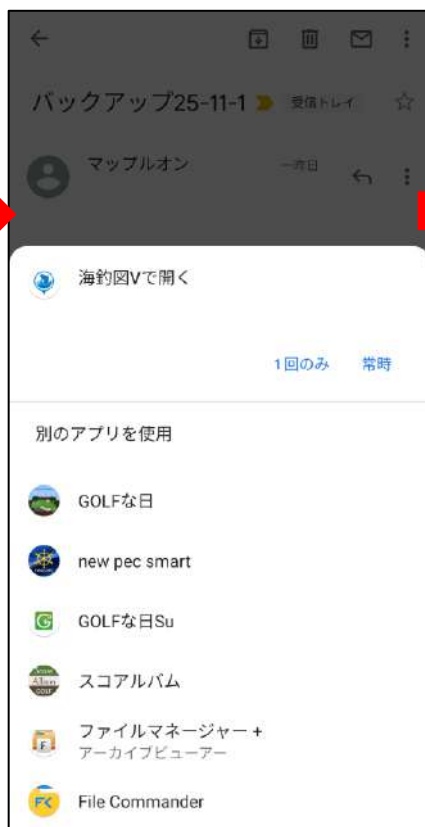 バックアップ25-11-1 受信トレイ
マップルオン 一昨日
海釣図Vで開く
1回のみ 常時
別のアプリを使用
GOLFな日
new pec smart
GOLFな日Su
スコアルバム
ファイルマネージャー +
アーカイブビューアー
File Commander